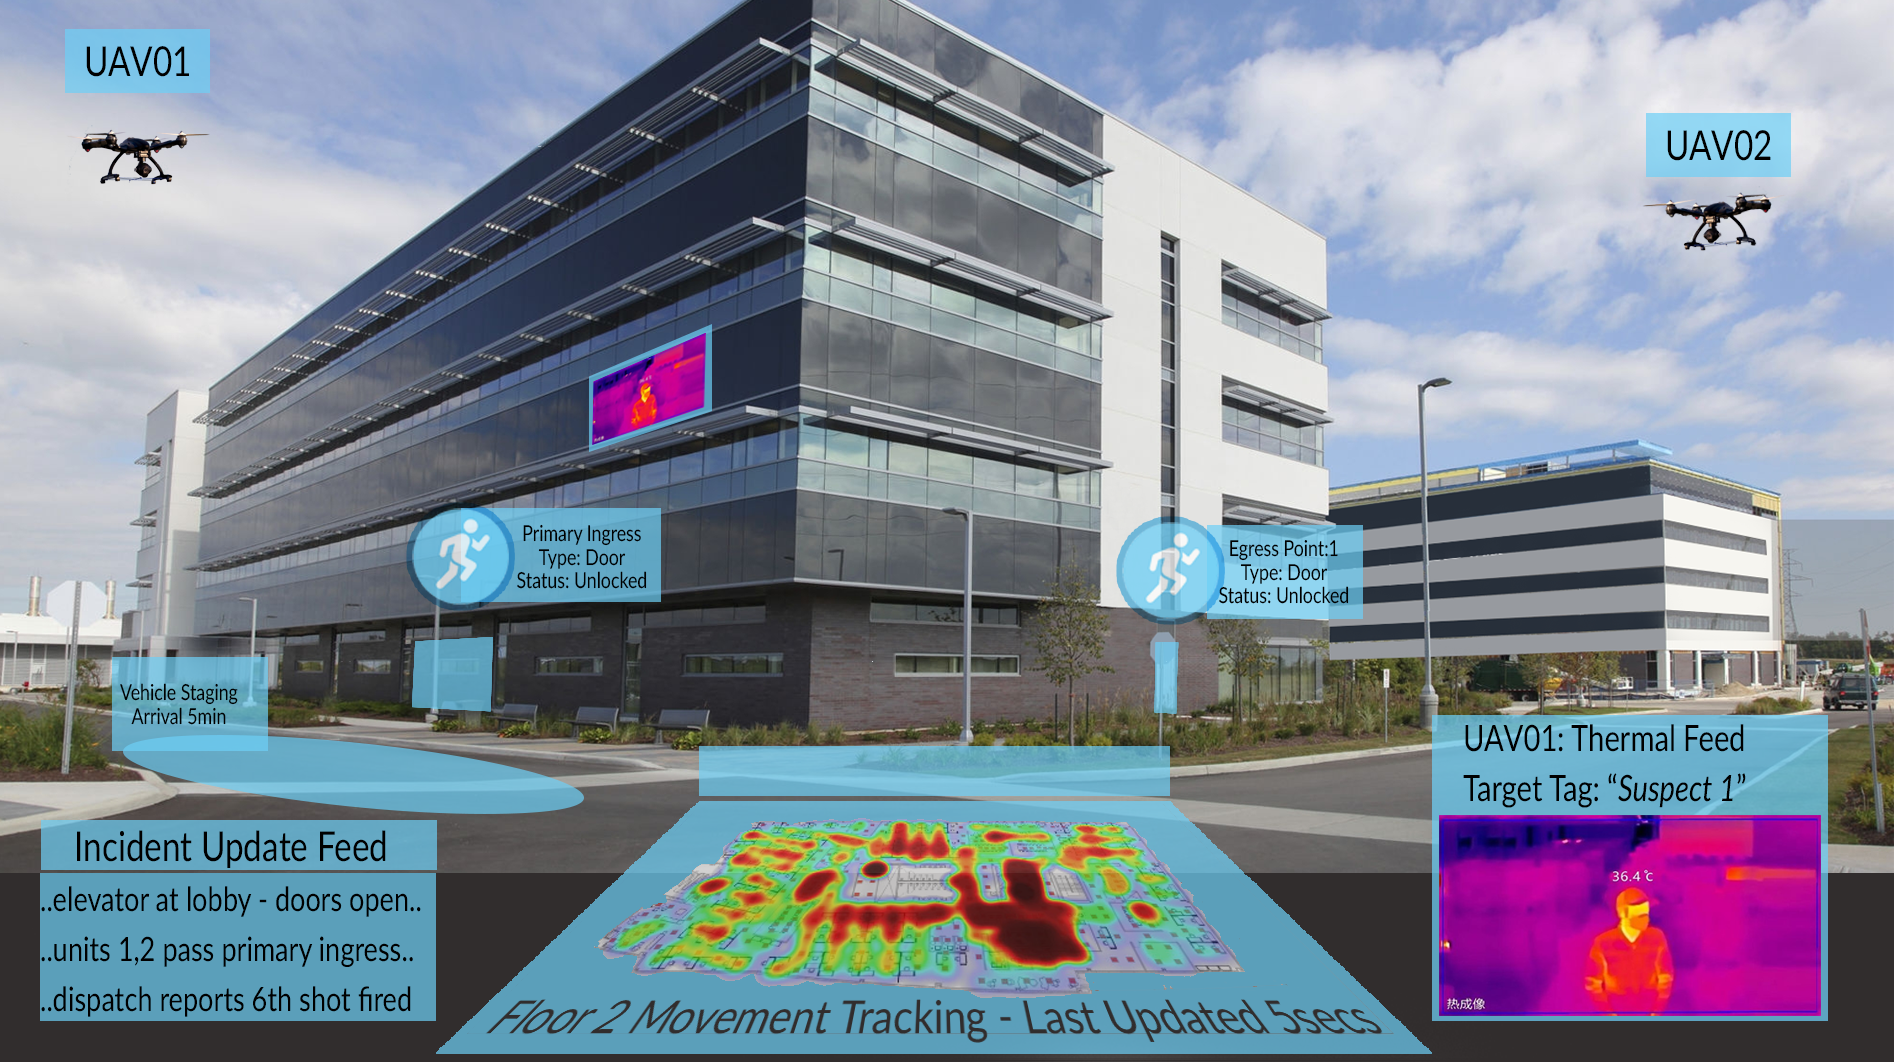 UAV01
UAV02
Primary Ingress
Type: Door
Status: Unlocked
Egress Point:1
Type: Door
Status: Unlocked
Vehicle Staging
Arrival 5min
UAV01: Thermal Feed
Target Tag: “Suspect 1”
36.4℃
热成像
Incident Update Feed
..elevator at lobby - doors open..
..units 1,2 pass primary ingress..
..dispatch reports 6th shot fired
Floor 2 Movement Tracking - Last Updated 5secs